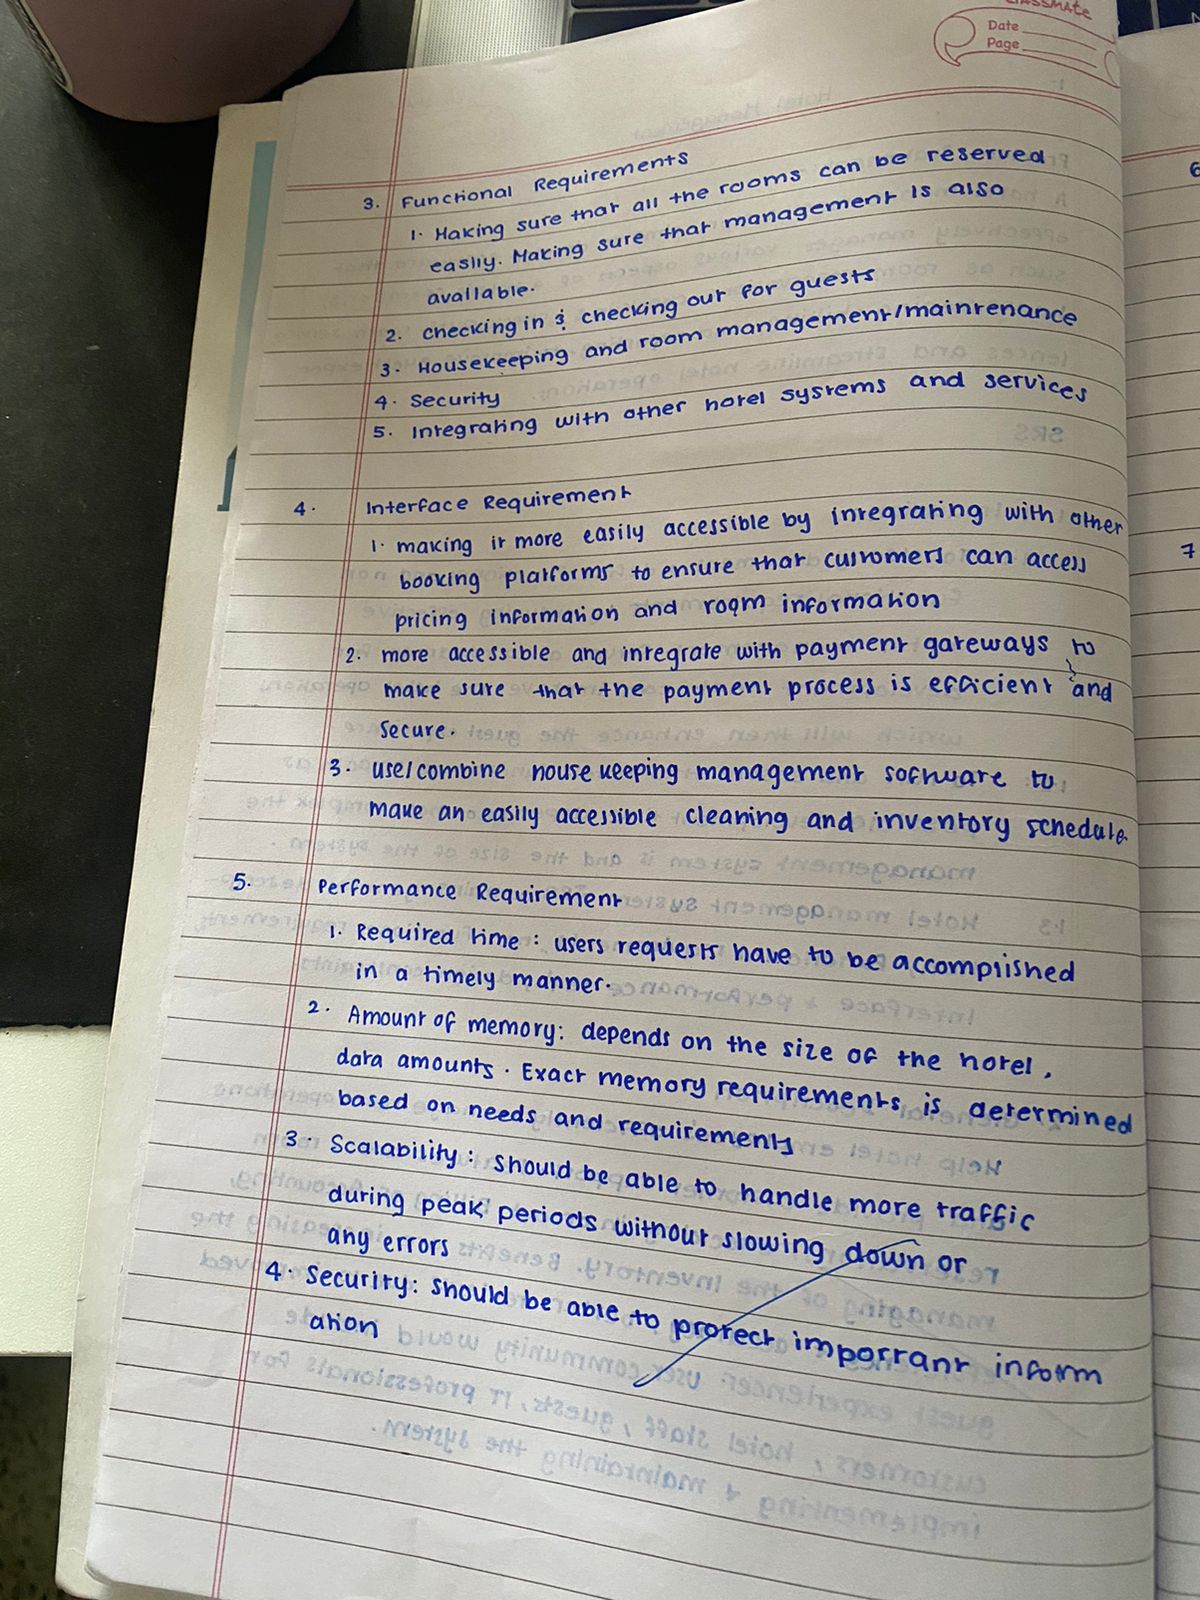 classmate
Date
Page
3. Functional Requirements
1. Making sure that all the rooms can be reserved
easily. Making sure that management is also
available.
2. checking in & checking out for guests
3. Housekeeping and room management/maintenance
4. Security
5. Integrating with other hotel systems and services
4. Interface Requirement
1. making it more easily accessible by integrating with other
booking platforms to ensure that customers can access
pricing information and room information
2. more accessible and integrate with payment gateways to
make sure that the payment process is efficient and
secure.
3. use/combine house keeping management software to
make an easily accessible cleaning and inventory schedule.
5. Performance Requirement
1. Required time : users requests have to be accomplished
in a timely manner.
2. Amount of memory: depends on the size of the hotel,
data amounts. Exact memory requirements is determined
based on needs and requirements
3. Scalability: should be able to handle more traffic
during peak periods without slowing down or
any errors
4. Security: should be able to protect important inform
ation
6
7